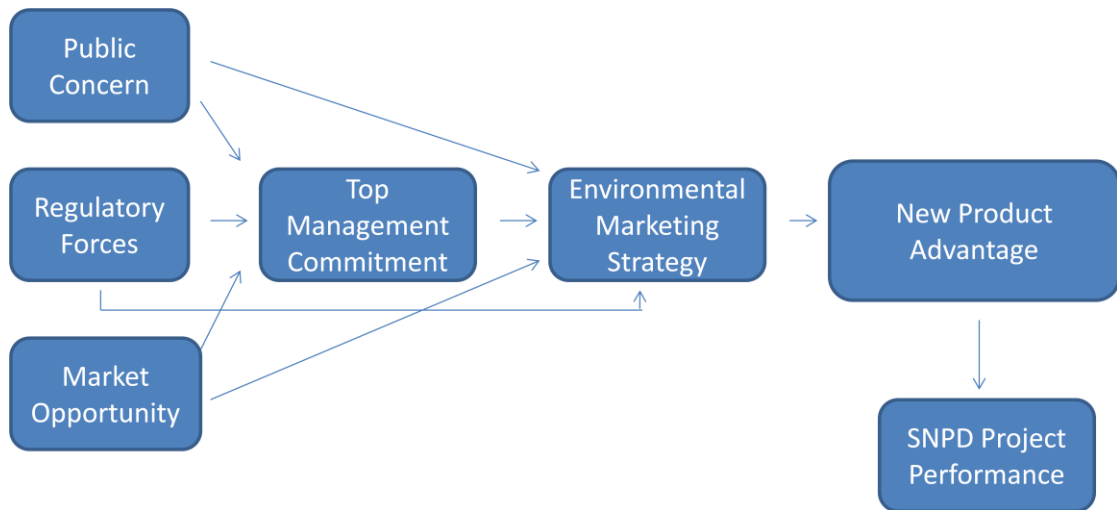 Public
Concern
Regulatory
Forces
Market
Opportunity
Top
Management
Commitment
Environmental
Marketing
Strategy
New Product
Advantage
SNPD Project
Performance